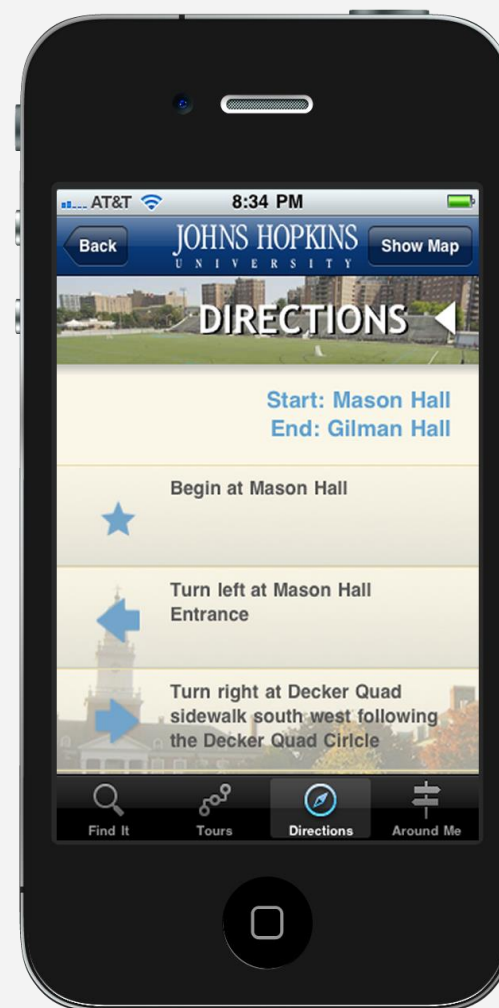 AT&T 8:34 PM
Back JOHNS HOPKINS Show Map
UNIVERSITY
DIRECTIONS
Start: Mason Hall
End: Gilman Hall
Begin at Mason Hall
Turn left at Mason Hall
Entrance
Turn right at Decker Quad
sidewalk south west following
the Decker Quad Cirlcle
Find It Tours Directions Around Me